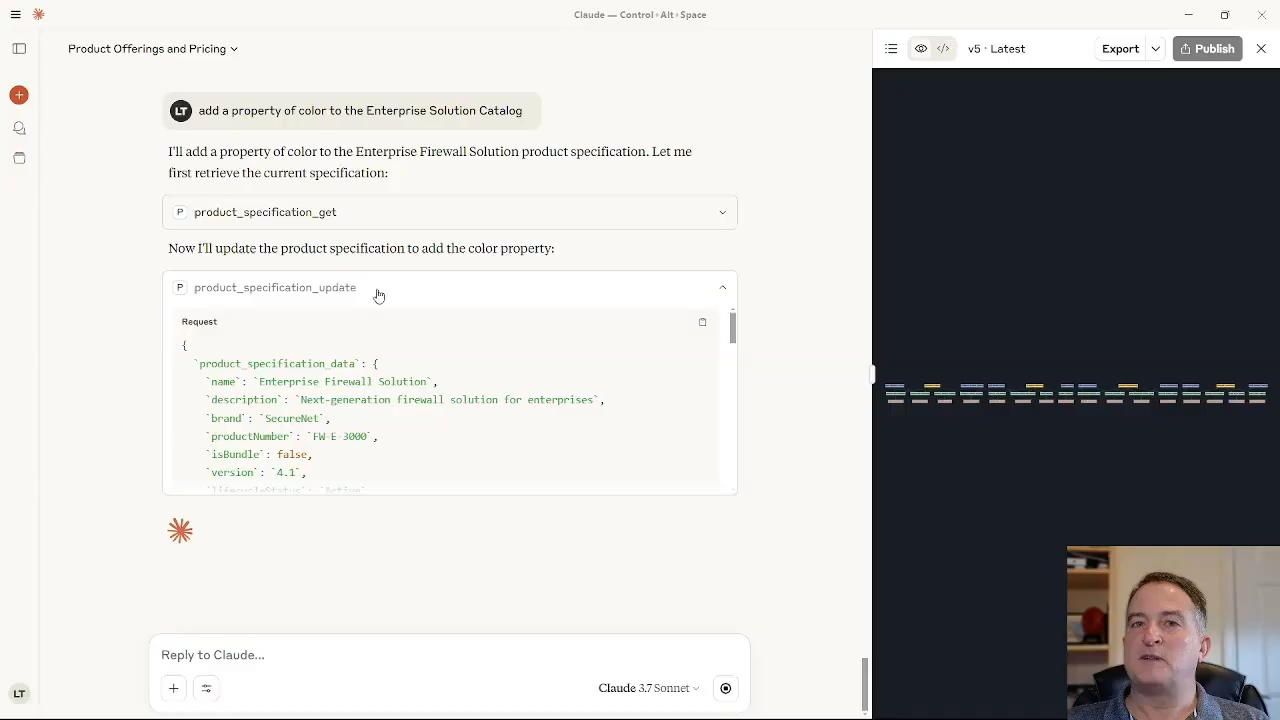 Claude — Control+Alt+Space
Product Offerings and Pricing
v5 · Latest
Export
Publish
LT
add a property of color to the Enterprise Solution Catalog
I'll add a property of color to the Enterprise Firewall Solution product specification. Let me
first retrieve the current specification:
P
product_specification_get
Now I'll update the product specification to add the color property:
P
product_specification_update
Request
{
`product_specification_data`: {
`name`: `Enterprise Firewall Solution`,
`description`: `Next-generation firewall solution for enterprises`,
`brand`: `SecureNet`,
`productNumber`: `FW-E-3000`,
`isBundle`: false,
`version`: `4.1`,
`lifecycleStatus`: `Active`
Reply to Claude...
Claude 3.7 Sonnet
LT